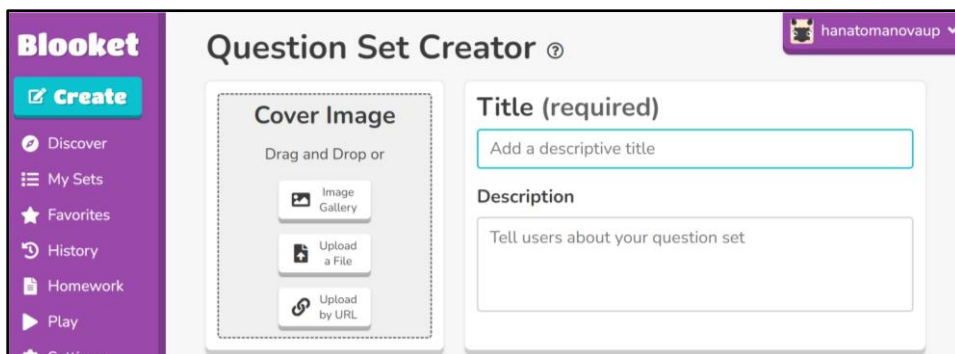 Blooket
Create
Discover
My Sets
Favorites
History
Homework
Play
hanatomanovaup
Question Set Creator ?
Cover Image
Drag and Drop or
Image
Gallery
Upload
a File
Upload
by URL
Title (required)
Add a descriptive title
Description
Tell users about your question set